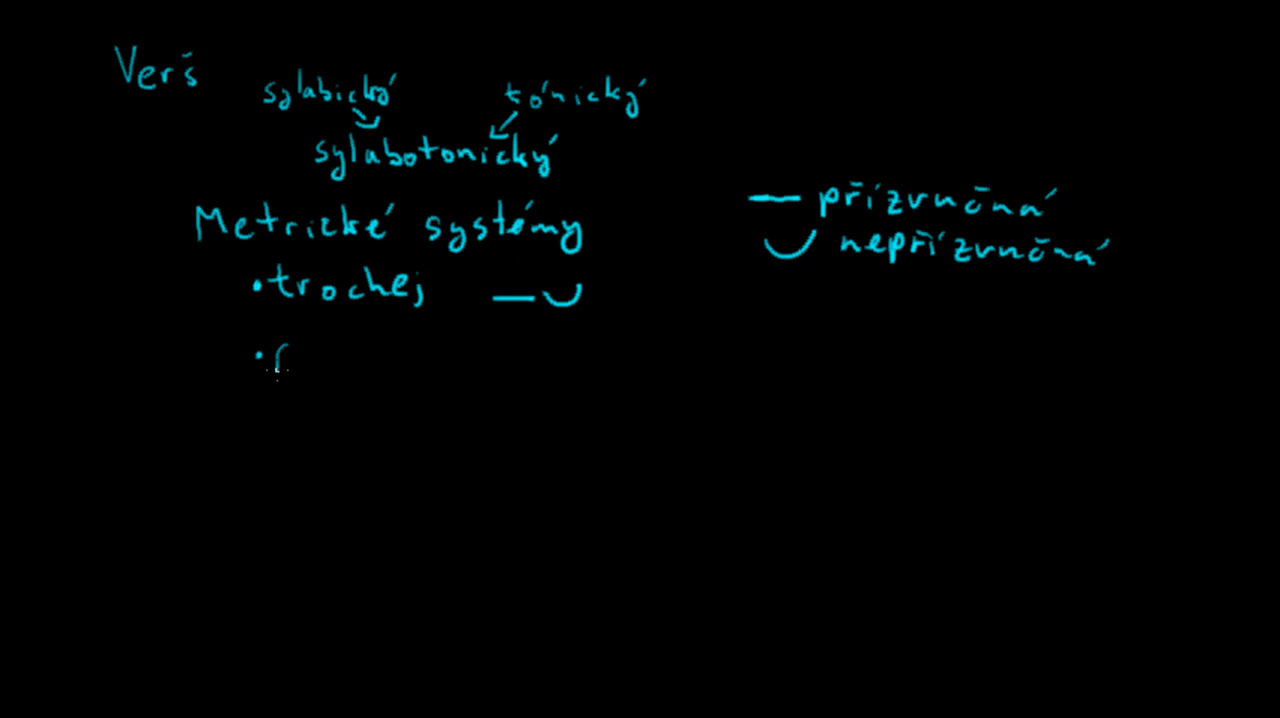 Verš
sylabický tónický
sylabotonický
Metrické systémy
— přízvučná
◡ nepřízvučná
•trochej — ◡
•